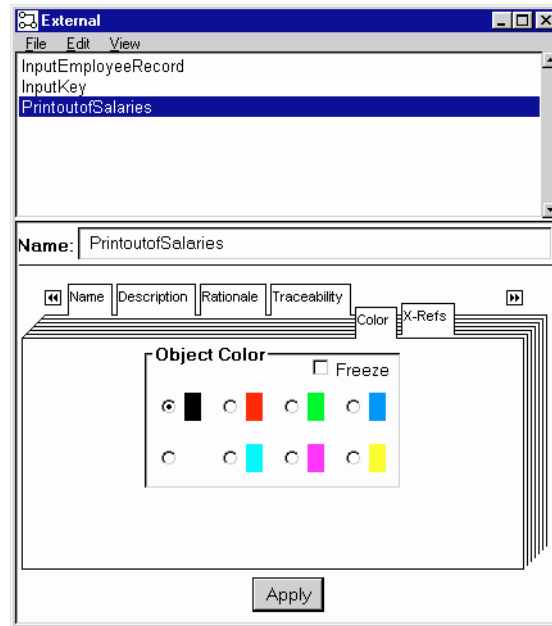 External
File Edit View
InputEmployeeRecord
InputKey
PrintoutofSalaries
Name: PrintoutofSalaries
Name Description Rationale Traceability
Color X-Refs
Object Color
Freeze
Apply